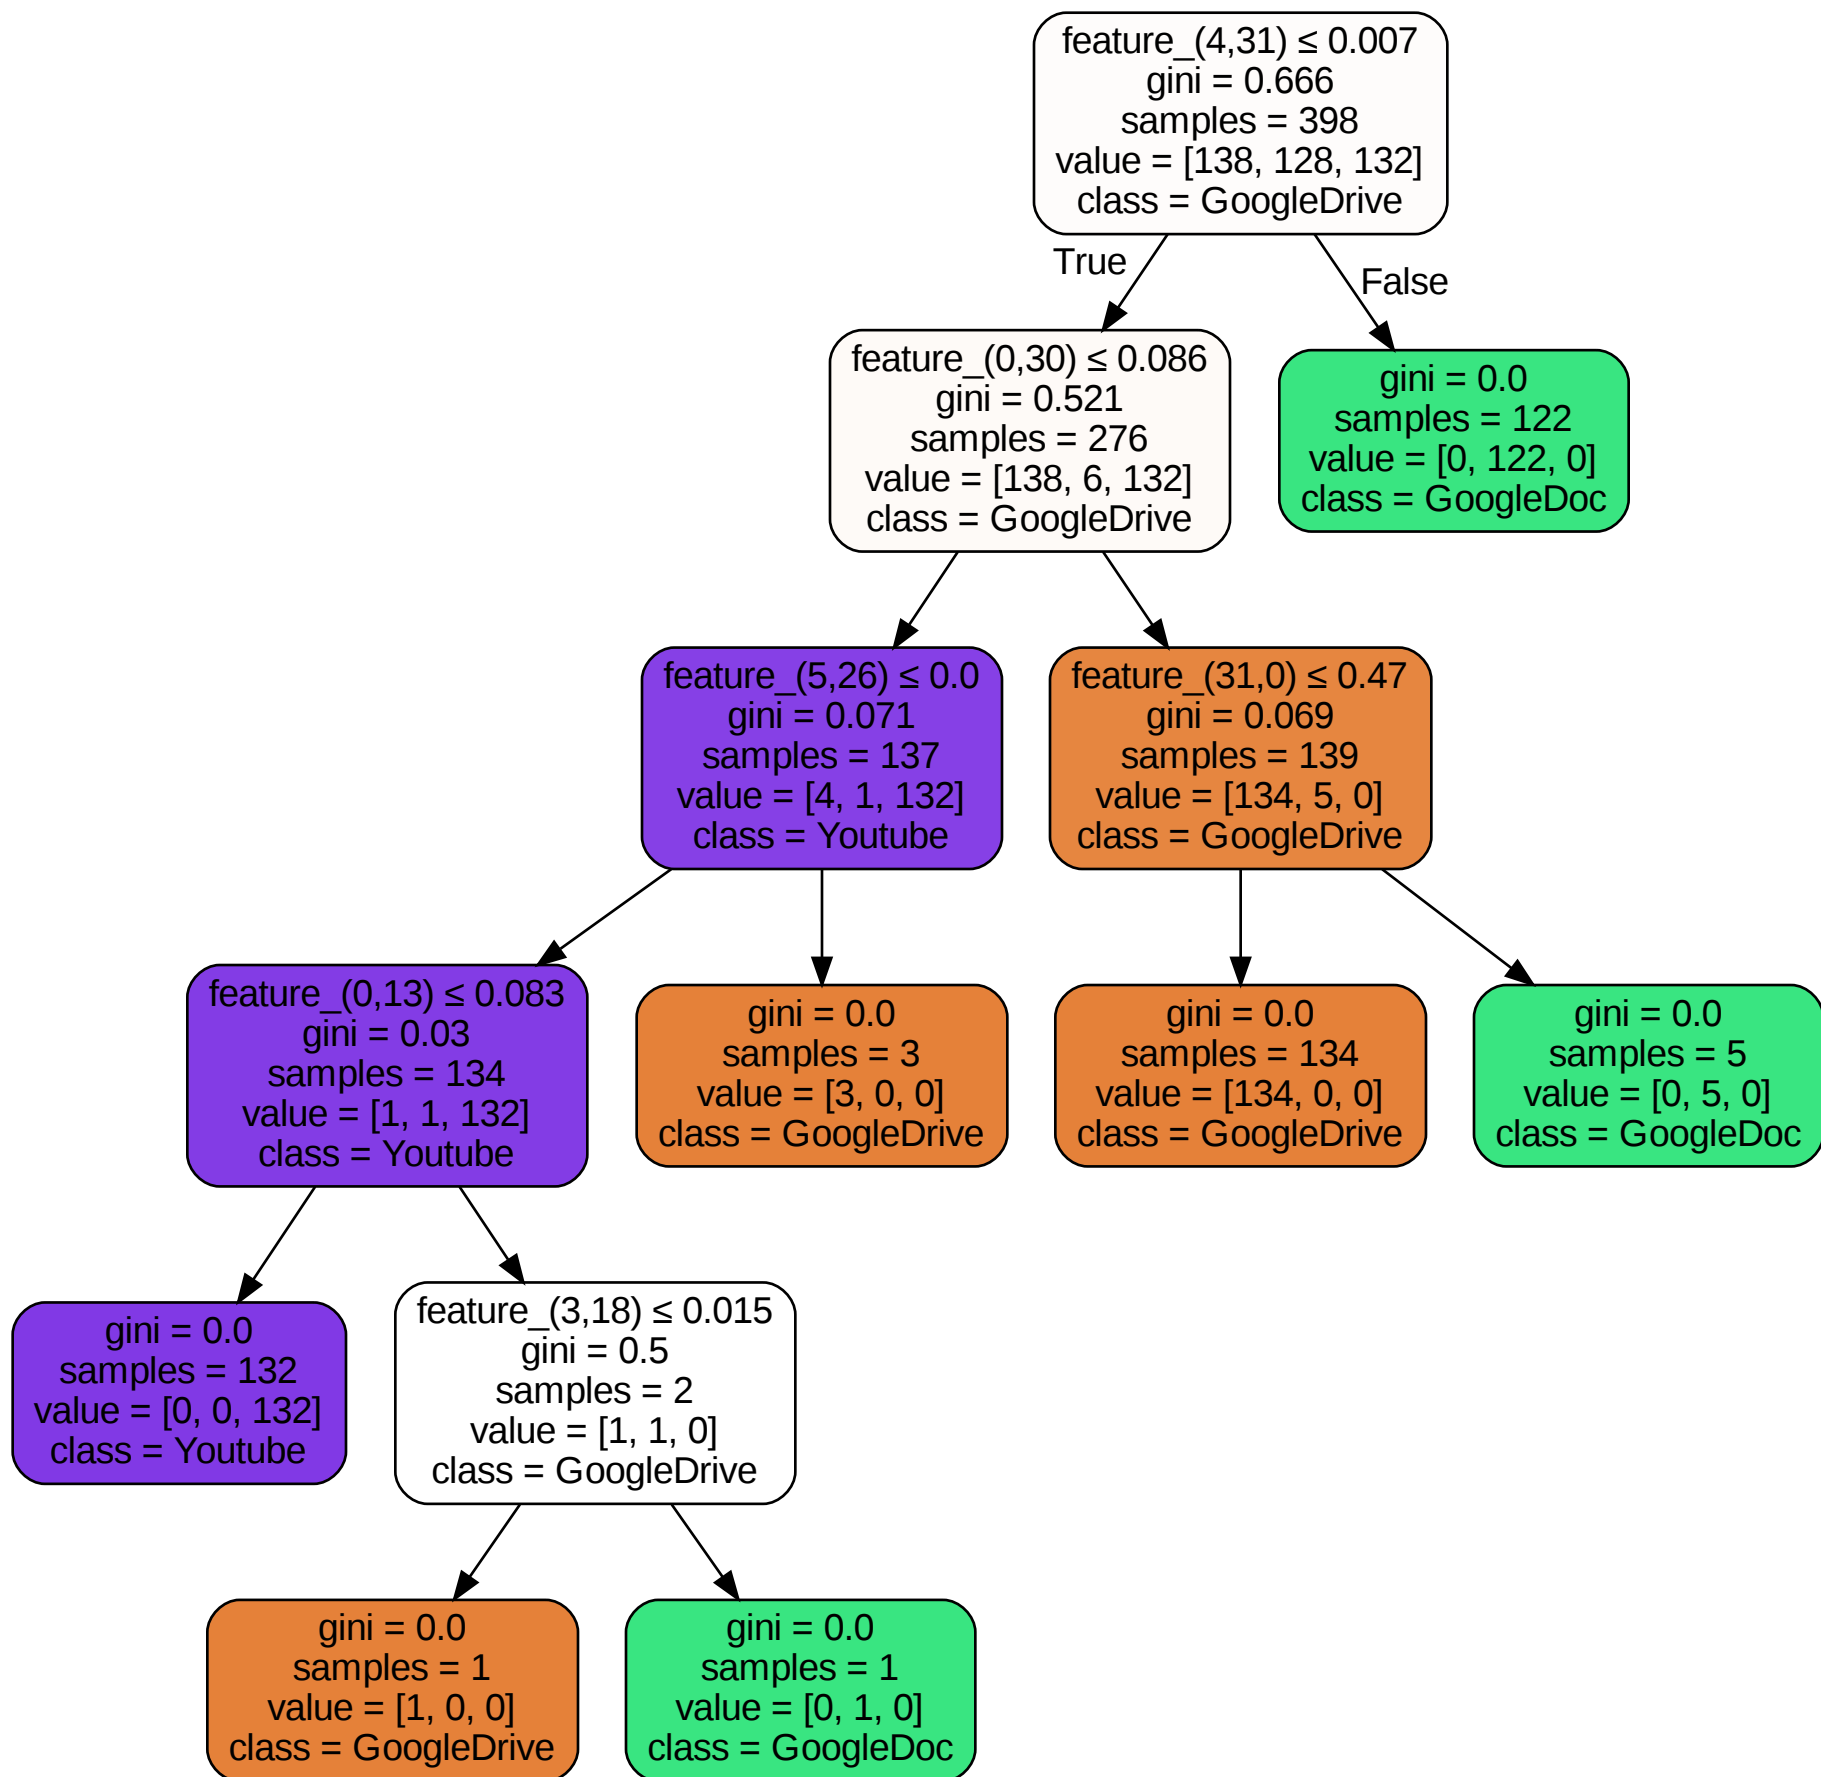 feature_(4,31) ≤ 0.007
gini = 0.666
samples = 398
value = [138, 128, 132]
class = GoogleDrive
True
False
feature_(0,30) ≤ 0.086
gini = 0.521
samples = 276
value = [138, 6, 132]
class = GoogleDrive
gini = 0.0
samples = 122
value = [0, 122, 0]
class = GoogleDoc
feature_(5,26) ≤ 0.0
gini = 0.071
samples = 137
value = [4, 1, 132]
class = Youtube
feature_(31,0) ≤ 0.47
gini = 0.069
samples = 139
value = [134, 5, 0]
class = GoogleDrive
feature_(0,13) ≤ 0.083
gini = 0.03
samples = 134
value = [1, 1, 132]
class = Youtube
gini = 0.0
samples = 3
value = [3, 0, 0]
class = GoogleDrive
gini = 0.0
samples = 134
value = [134, 0, 0]
class = GoogleDrive
gini = 0.0
samples = 5
value = [0, 5, 0]
class = GoogleDoc
gini = 0.0
samples = 132
value = [0, 0, 132]
class = Youtube
feature_(3,18) ≤ 0.015
gini = 0.5
samples = 2
value = [1, 1, 0]
class = GoogleDrive
gini = 0.0
samples = 1
value = [1, 0, 0]
class = GoogleDrive
gini = 0.0
samples = 1
value = [0, 1, 0]
class = GoogleDoc